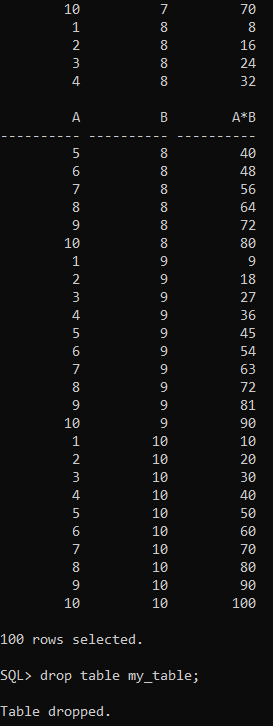 10 7 70
1 8 8
2 8 16
3 8 24
4 8 32
A B A*B
---------- ---------- ----------
5 8 40
6 8 48
7 8 56
8 8 64
9 8 72
10 8 80
1 9 9
2 9 18
3 9 27
4 9 36
5 9 45
6 9 54
7 9 63
8 9 72
9 9 81
10 9 90
1 10 10
2 10 20
3 10 30
4 10 40
5 10 50
6 10 60
7 10 70
8 10 80
9 10 90
10 10 100
100 rows selected.
SQL> drop table my_table;
Table dropped.